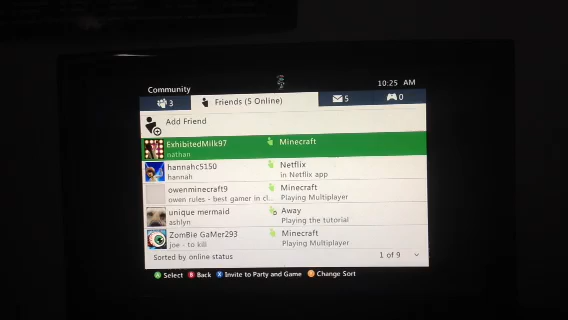 Community
10:25 AM
3
Friends (5 Online)
5
0
Add Friend
ExhibitedMilk97
Minecraft
nathan
hannahc5150
Netflix
hannah
in Netflix app
owenminecraft9
Minecraft
owen rules - best gamer in cl...
Playing Multiplayer
unique mermaid
Away
ashlyn
Playing the tutorial
ZomBie GaMer293
Minecraft
joe - to kill
Playing Multiplayer
Sorted by online status
1 of 9
A Select B Back X Invite to Party and Game Y Change Sort